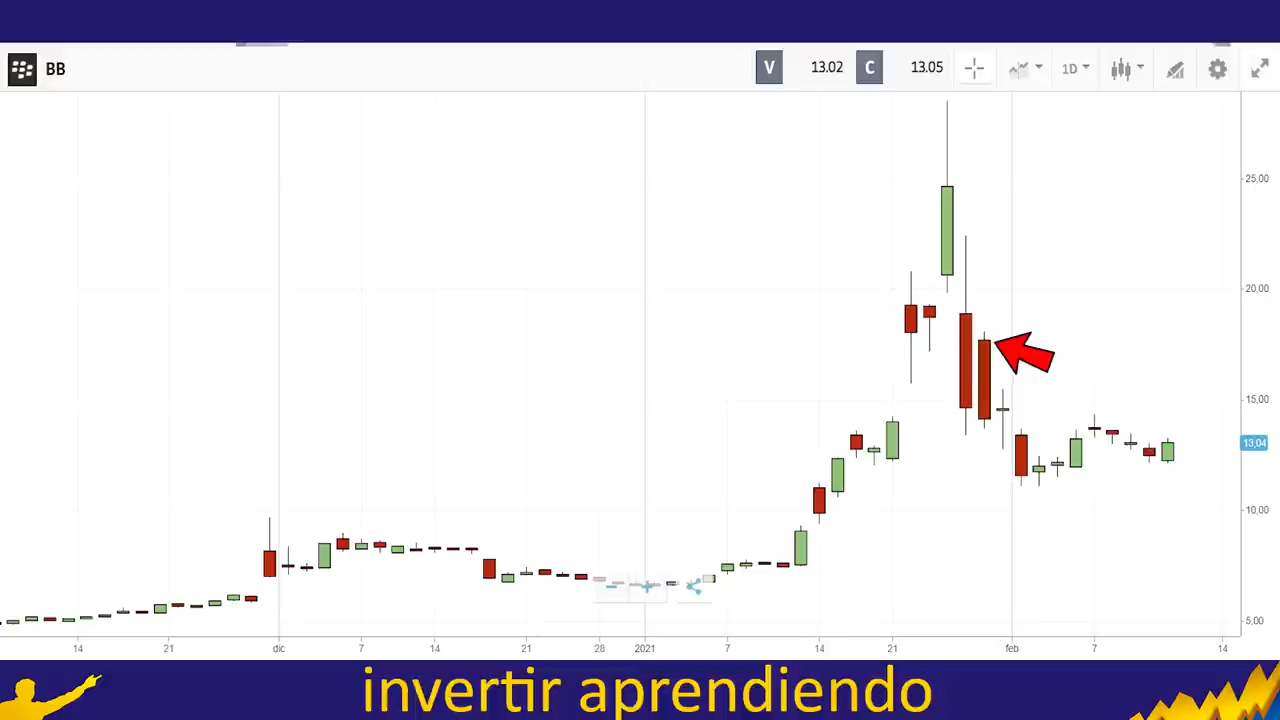 BB V 13.02 C 13.05 1D
25,00
20,00
15,00
13,04
10,00
5,00
14 21 dic 7 14 21 28 2021 7 14 21 feb 7 14
invertir aprendiendo